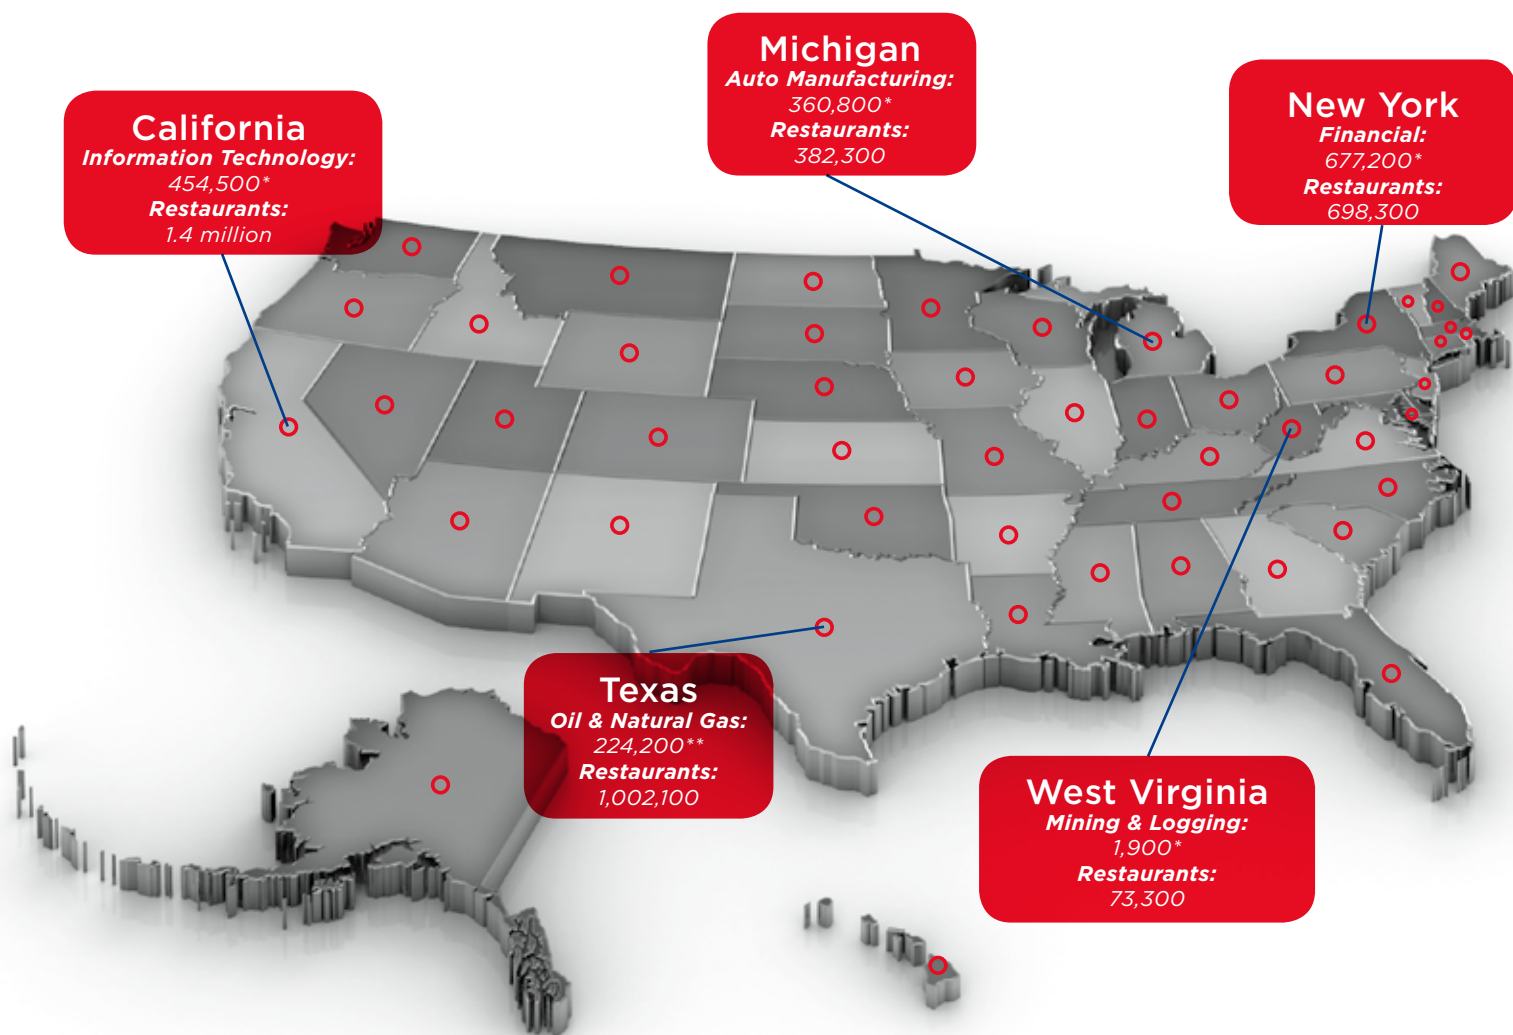 Michigan
Auto Manufacturing:
360,800*
Restaurants:
382,300
New York
Financial:
677,200*
Restaurants:
698,300
California
Information Technology:
454,500*
Restaurants:
1.4 million
Texas
Oil & Natural Gas:
224,200**
Restaurants:
1,002,100
West Virginia
Mining & Logging:
1,900*
Restaurants:
73,300